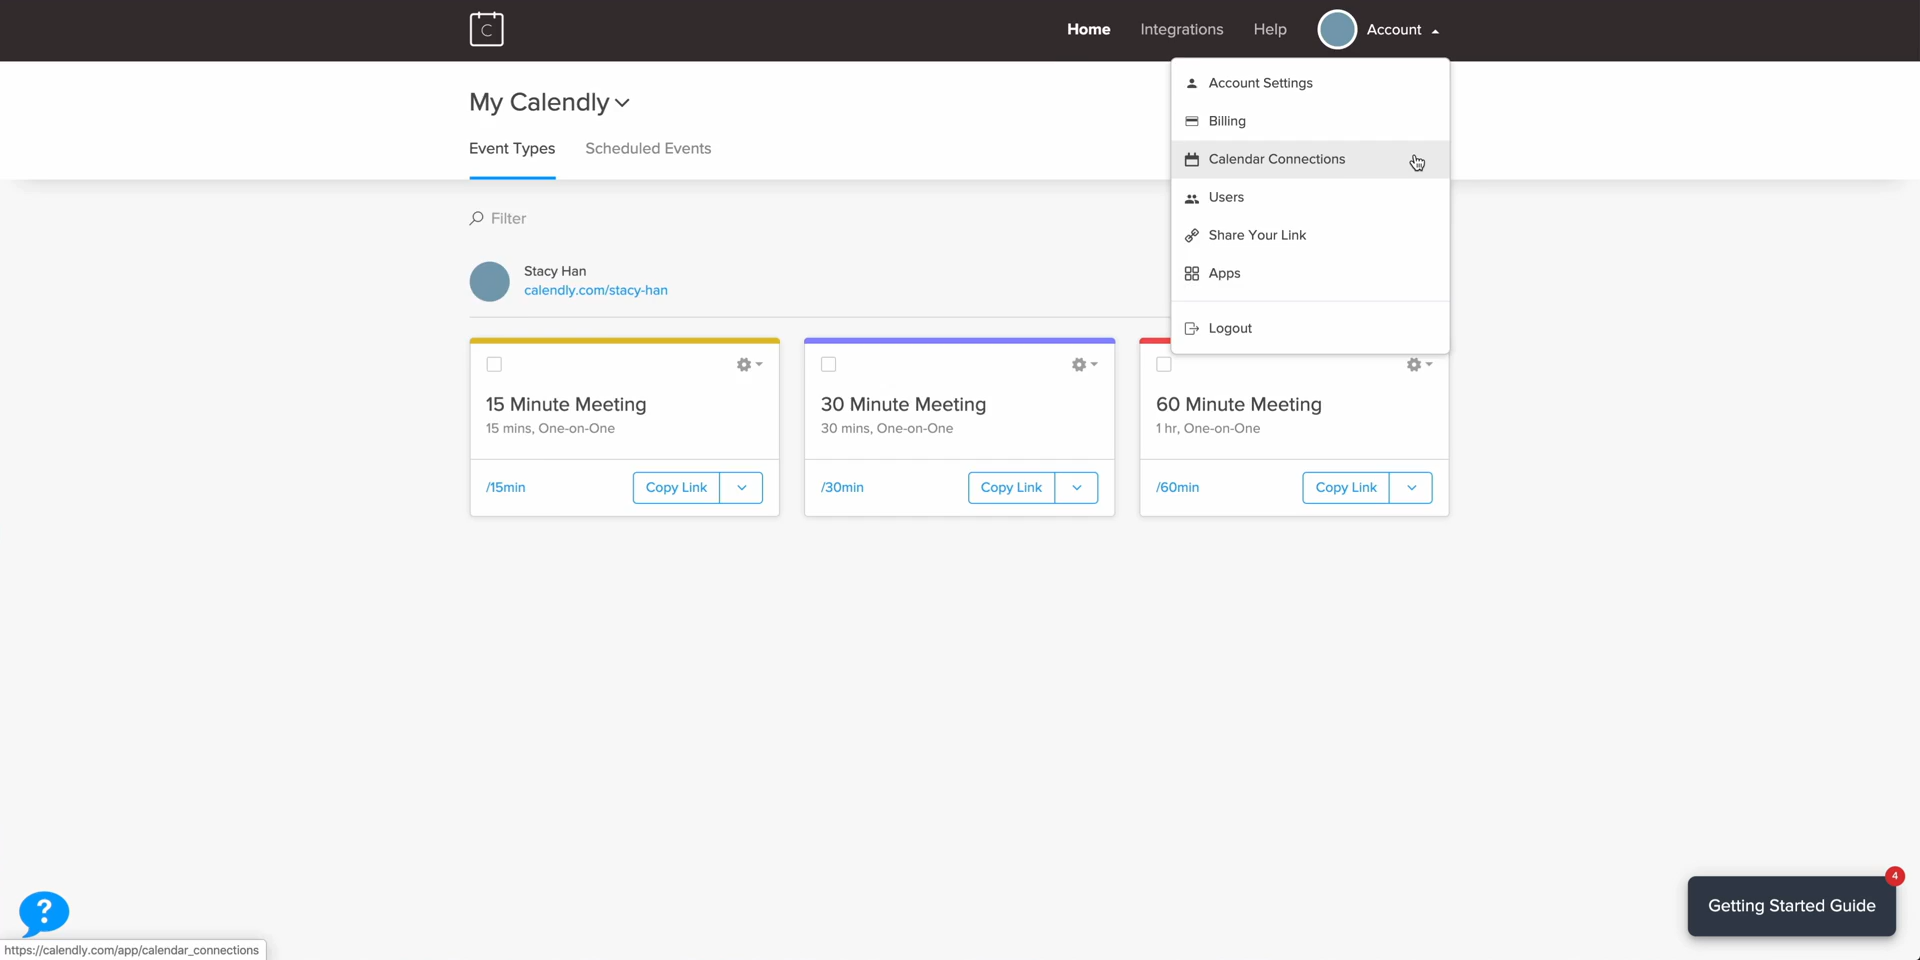 C
Home
Integrations
Help
Account
Account Settings
Billing
Calendar Connections
Users
Share Your Link
Apps
Logout
My Calendly
Event Types
Scheduled Events
Filter
Stacy Han
calendly.com/stacy-han
15 Minute Meeting
15 mins, One-on-One
/15min
Copy Link
30 Minute Meeting
30 mins, One-on-One
/30min
Copy Link
60 Minute Meeting
1 hr, One-on-One
/60min
Copy Link
?
4
Getting Started Guide
https://calendly.com/app/calendar_connections